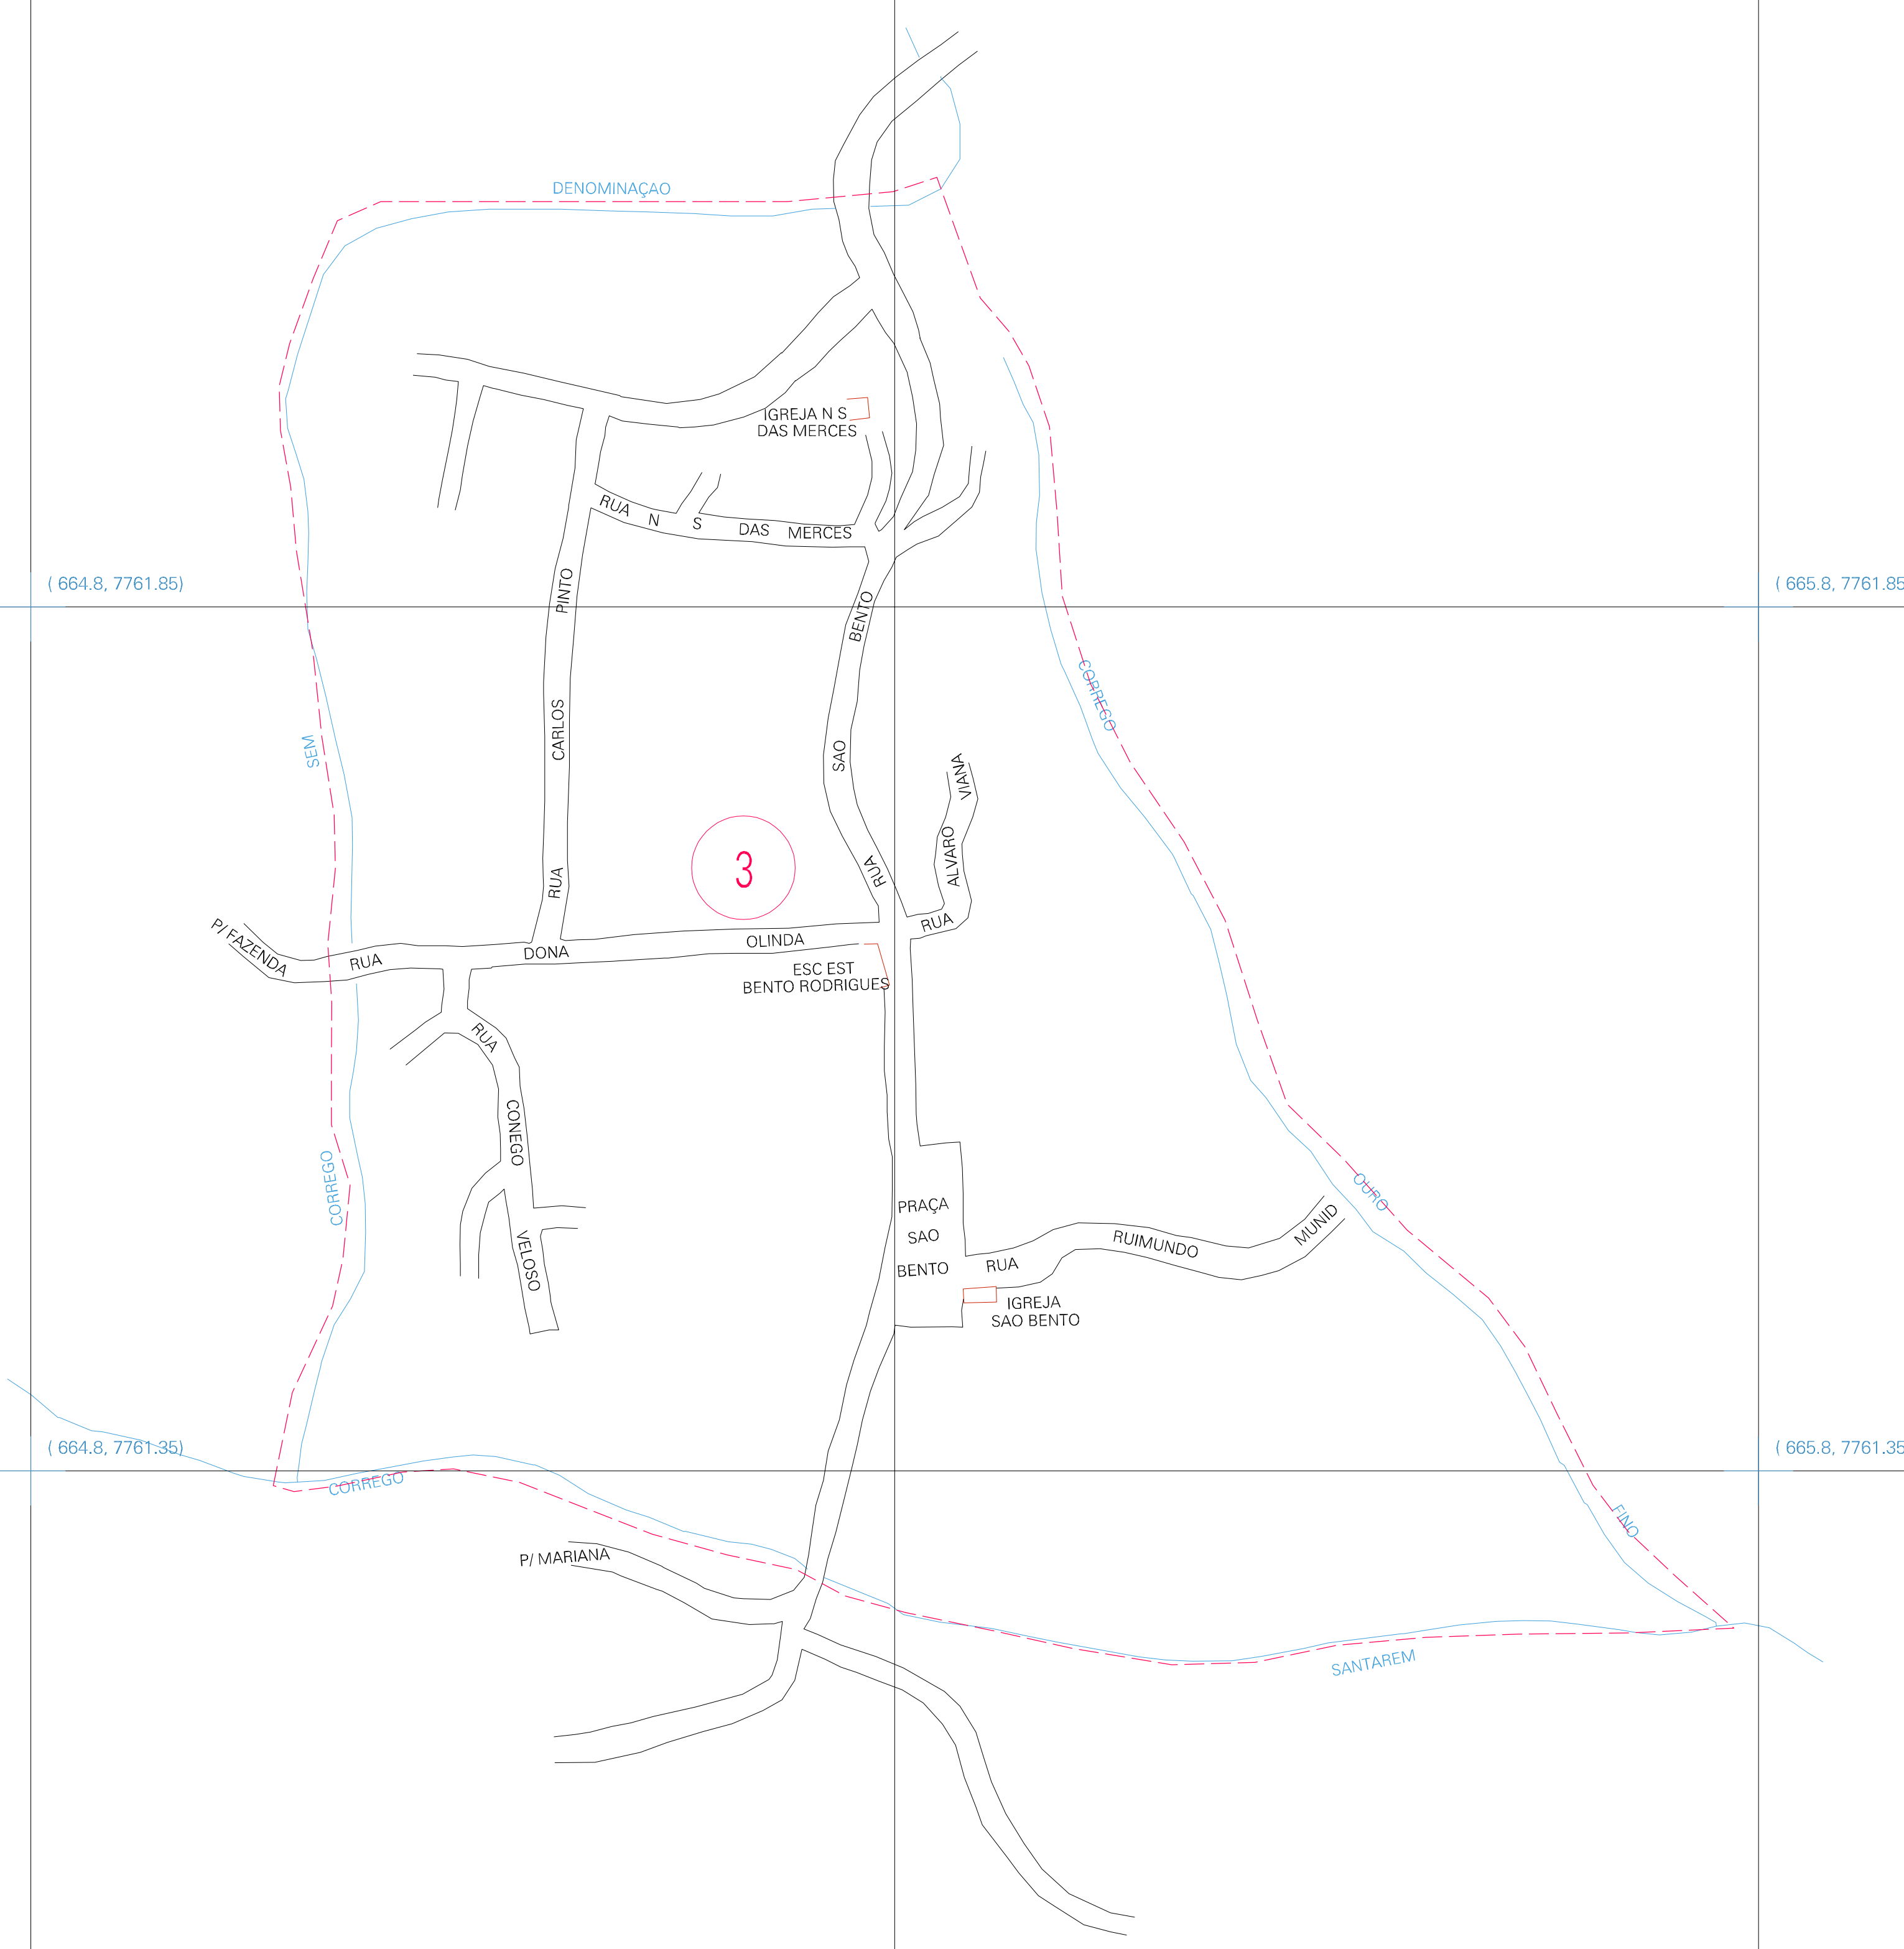 DENOMINAÇAO
IGREJA N S
DAS MERCES
RUA N S DAS MERCES
( 664.8, 7761.85)
( 665.8, 7761.85
RUA CARLOS PINTO
RUA SAO BENTO
CORREGO
SEM
RUA ALVARO VIANA
3
P/ FAZENDA
RUA DONA OLINDA
ESC EST
BENTO RODRIGUES
RUA CONEGO VELOSO
CORREGO
PRAÇA
SAO
BENTO
RUA RUIMUNDO MUNID
OURO
IGREJA
SAO BENTO
( 664.8, 7761.35)
( 665.8, 7761.35
CORREGO
FINO
P/ MARIANA
SANTAREM